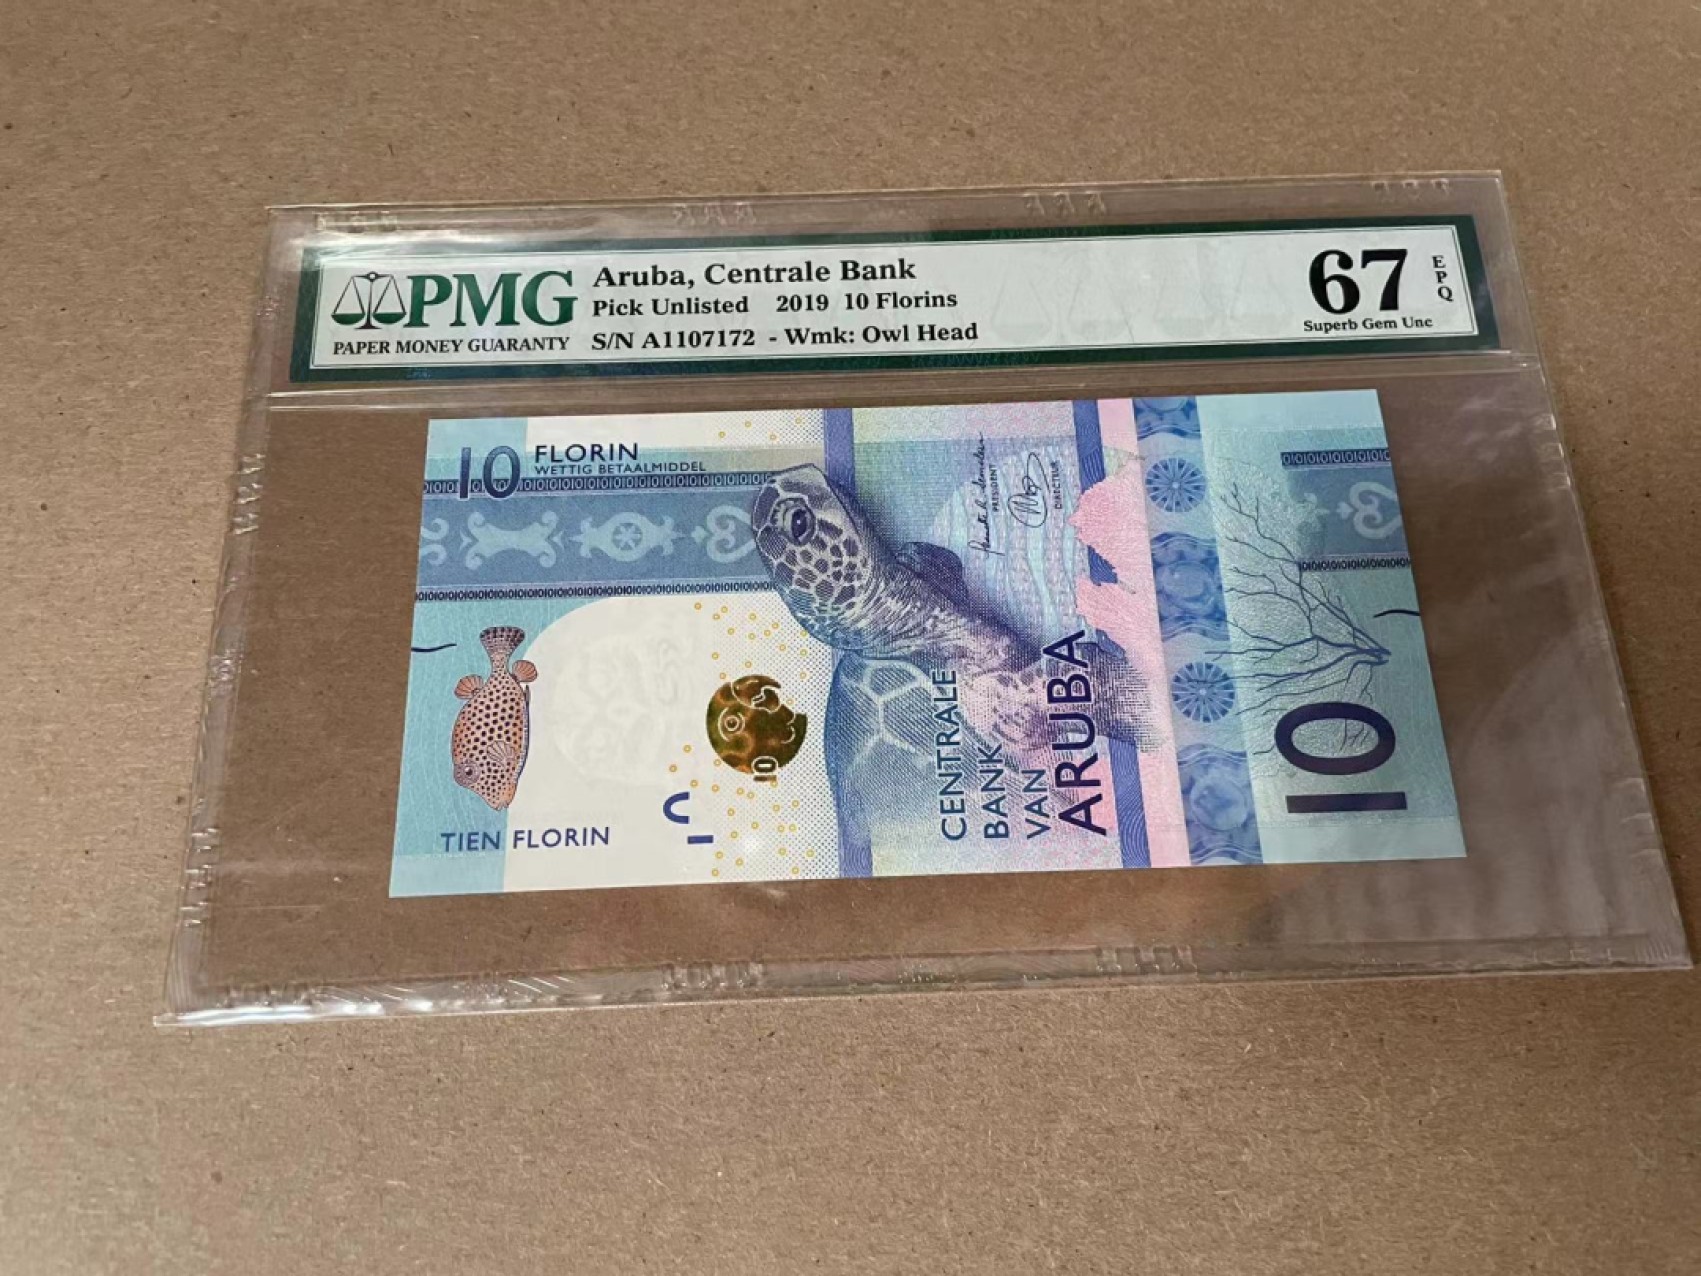 PMG
PAPER MONEY GUARANTY
Aruba, Centrale Bank
Pick Unlisted 2019 10 Florins
S/N A1107172 - Wmk: Owl Head
67
EPQ
Superb Gem Unc
10 FLORIN
WETTIG BETAALMIDDEL
PRESIDENT
DIRECTEUR
10
TIEN FLORIN
CENTRALE
BANK
VAN
ARUBA
10